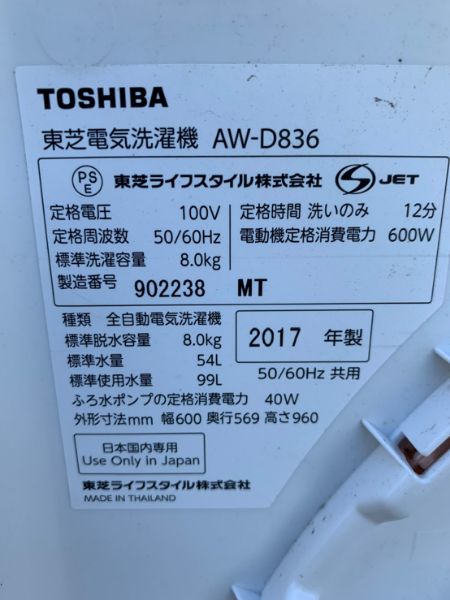 TOSHIBA
東芝電気洗濯機 AW-D836
PS E 東芝ライフスタイル株式会社 S JET
定格電圧 100V 定格時間 洗いのみ 12分
定格周波数 50/60Hz 電動機定格消費電力 600W
標準洗濯容量 8.0kg
製造番号 902238 MT
種類 全自動電気洗濯機
標準脱水容量 8.0kg 2017 年製
標準水量 54L
標準使用水量 99L 50/60Hz 共用
ふろ水ポンプの定格消費電力 40W
外形寸法mm 幅600 奥行569 高さ960
日本国内専用
Use Only in Japan
東芝ライフスタイル株式会社
MADE IN THAILAND